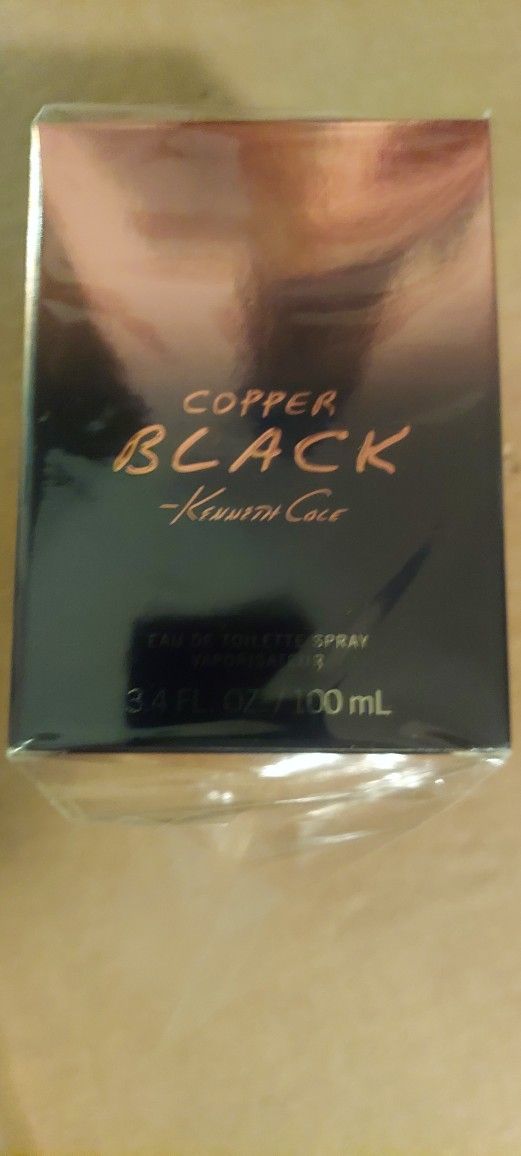 COPPER
BLACK
-KENNETH COLE
EAU DE TOILETTE SPRAY
VAPORISATEUR
3.4 FL. OZ. / 100 mL